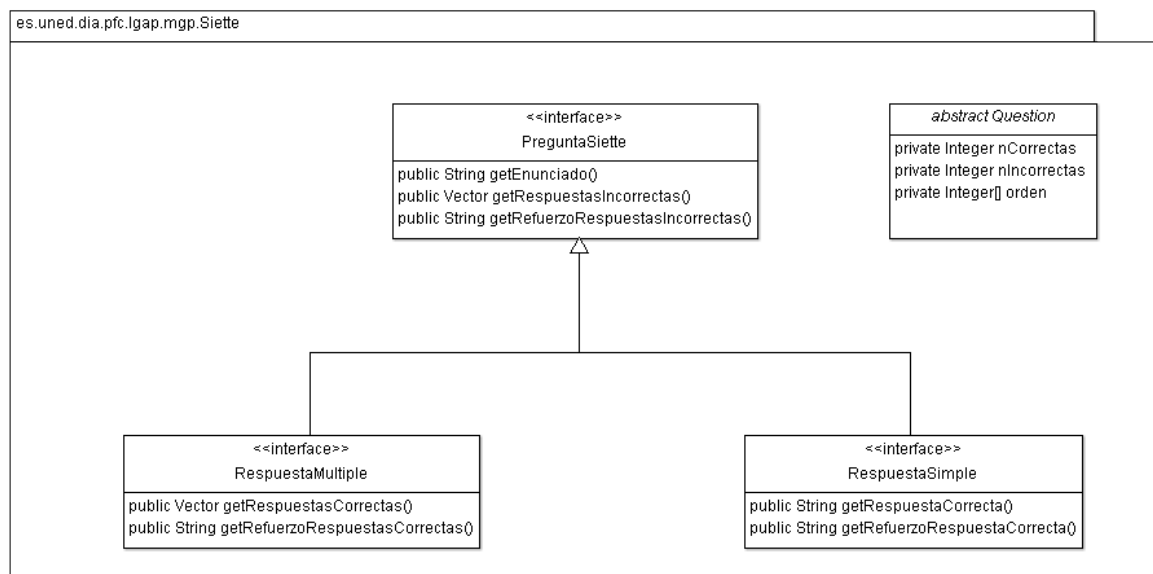 es.uned.dia.pfc.lgap.mgp.Siette
<<interface>>
PreguntaSiette
public String getEnunciado()
public Vector getRespuestasIncorrectas()
public String getRefuerzoRespuestasIncorrectas()
abstract Question
private Integer nCorrectas
private Integer nIncorrectas
private Integer[] orden
<<interface>>
RespuestaMultiple
public Vector getRespuestasCorrectas()
public String getRefuerzoRespuestasCorrectas()
<<interface>>
RespuestaSimple
public String getRespuestaCorrecta()
public String getRefuerzoRespuestaCorrecta()